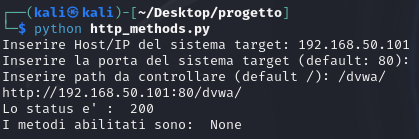 ┌──(kali㉿kali)-[~/Desktop/progetto]
└─$ python http_methods.py
Inserire Host/IP del sistema target: 192.168.50.101
Inserire la porta del sistema target (default: 80):
Inserire path da controllare (default /): /dvwa/
http://192.168.50.101:80/dvwa/
Lo status e' :  200
I metodi abilitati sono:  None